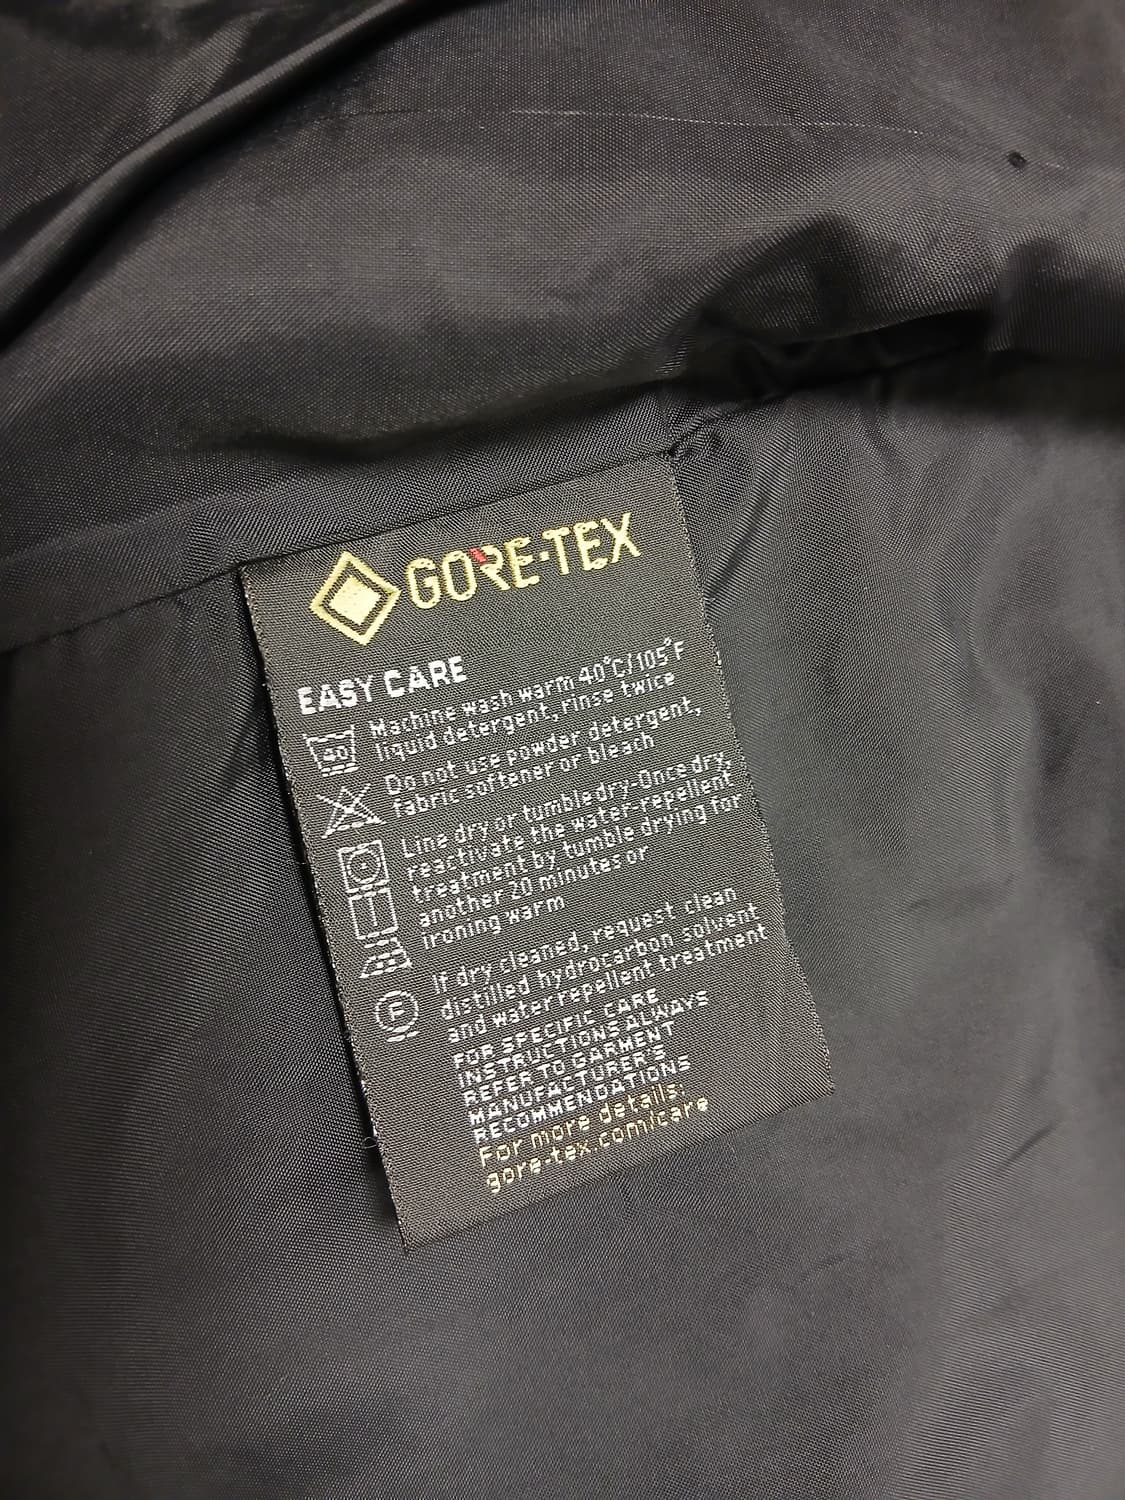 GORE-TEX
EASY CARE
40
Machine wash warm 40°C/105°F
liquid detergent, rinse twice
Do not use powder detergent,
fabric softener or bleach
Line dry or tumble dry-Once dry,
reactivate the water-repellent
treatment by tumble drying for
another 20 minutes or
ironing warm
F
If dry cleaned, request clean
distilled hydrocarbon solvent
and water repellent treatment
FOR SPECIFIC CARE
INSTRUCTIONS ALWAYS
REFER TO GARMENT
MANUFACTURER'S
RECOMMENDATIONS
For more details:
gore-tex.com/care